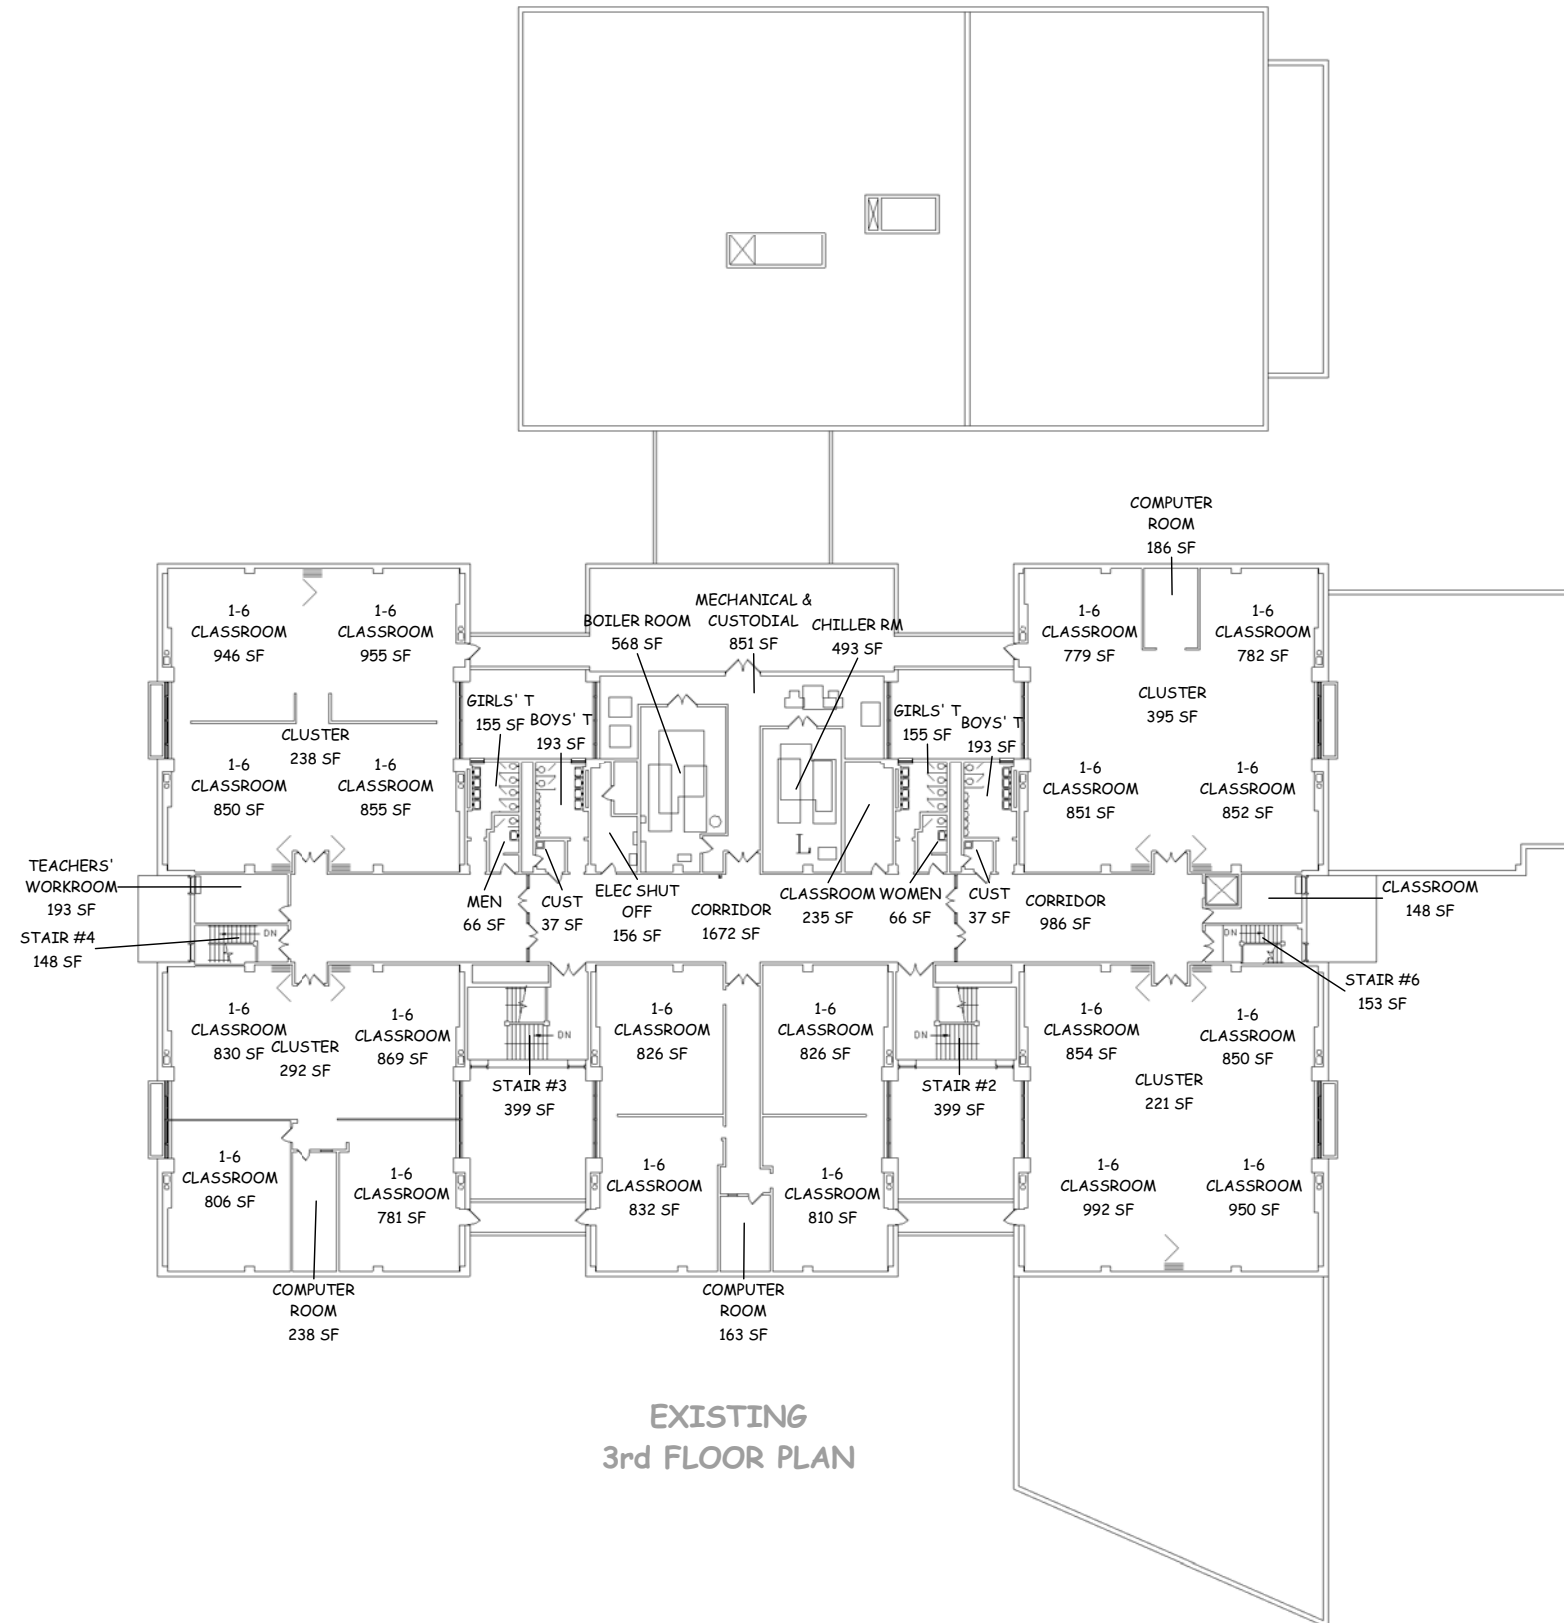 COMPUTER
ROOM
186 SF
1-6
CLASSROOM
946 SF
1-6
CLASSROOM
955 SF
BOILER ROOM
568 SF
MECHANICAL &
CUSTODIAL
851 SF
CHILLER RM
493 SF
1-6
CLASSROOM
779 SF
1-6
CLASSROOM
782 SF
CLUSTER
238 SF
GIRLS' T
155 SF
BOYS' T
193 SF
GIRLS' T
155 SF
BOYS' T
193 SF
CLUSTER
395 SF
1-6
CLASSROOM
850 SF
1-6
CLASSROOM
855 SF
1-6
CLASSROOM
851 SF
1-6
CLASSROOM
852 SF
L
TEACHERS'
WORKROOM
193 SF
STAIR #4
148 SF
DN
MEN
66 SF
CUST
37 SF
ELEC SHUT
OFF
156 SF
CORRIDOR
1672 SF
CLASSROOM
235 SF
WOMEN
66 SF
CUST
37 SF
CORRIDOR
986 SF
CLASSROOM
148 SF
DN
STAIR #6
153 SF
1-6
CLASSROOM
830 SF
CLUSTER
292 SF
1-6
CLASSROOM
869 SF
DN
STAIR #3
399 SF
1-6
CLASSROOM
826 SF
1-6
CLASSROOM
826 SF
DN
STAIR #2
399 SF
1-6
CLASSROOM
854 SF
1-6
CLASSROOM
850 SF
CLUSTER
221 SF
1-6
CLASSROOM
806 SF
1-6
CLASSROOM
781 SF
1-6
CLASSROOM
832 SF
1-6
CLASSROOM
810 SF
1-6
CLASSROOM
992 SF
1-6
CLASSROOM
950 SF
COMPUTER
ROOM
238 SF
COMPUTER
ROOM
163 SF
EXISTING
3rd FLOOR PLAN